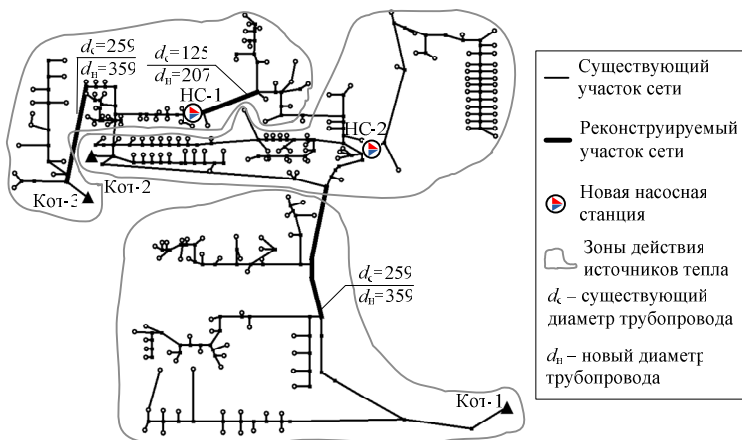 dс=259
dн=359
dс=125
dн=207
НС-1
НС-2
Кот-3
Кот-2
dс=259
dн=359
Кот-1
Существующий
участок сети
Реконструируемый
участок сети
Новая насосная
станция
Зоны действия
источников тепла
dс – существующий
диаметр трубопровода
dн – новый диаметр
трубопровода